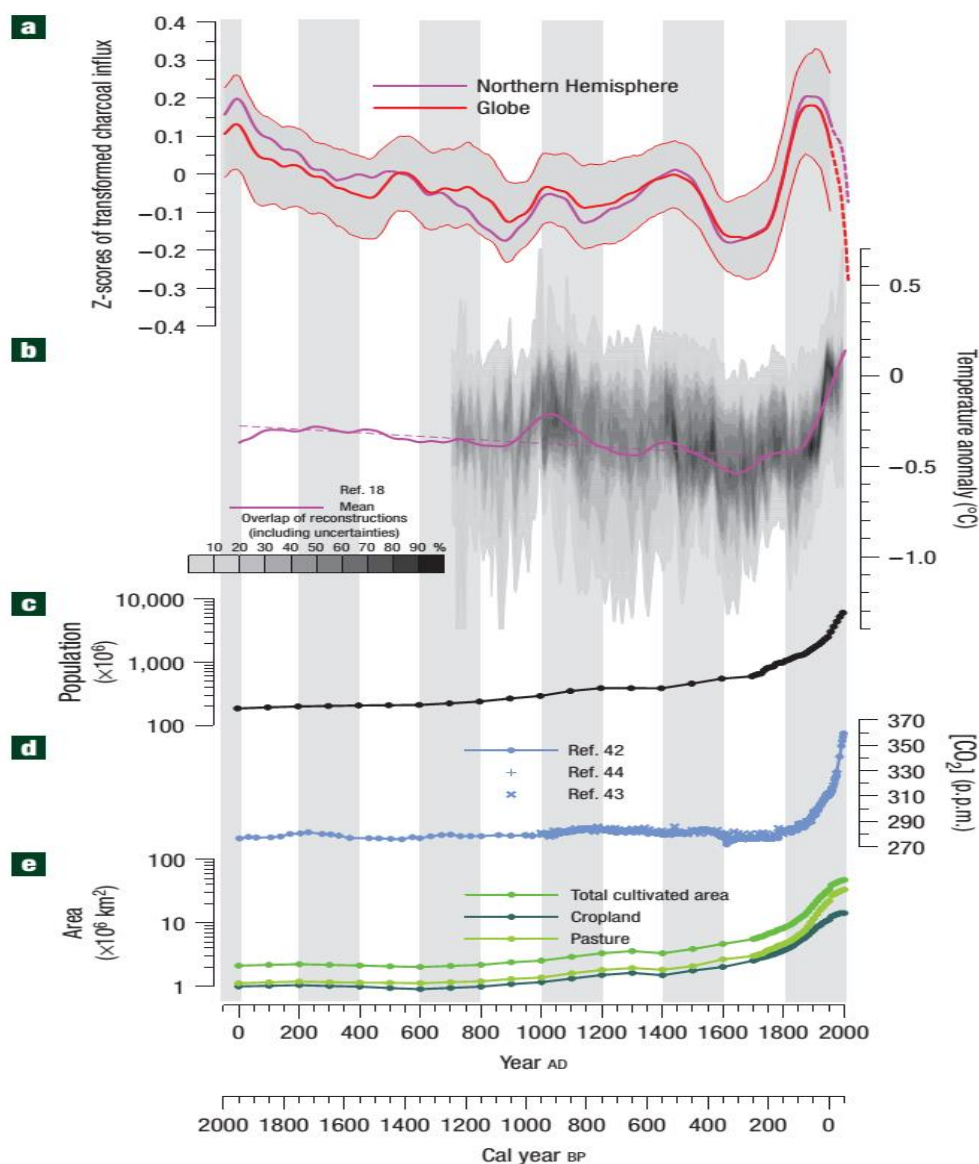 a
0.4
0.3
0.2
0.1
0
−0.1
−0.2
−0.3
−0.4
Z-scores of transformed charcoal influx
Northern Hemisphere
Globe
b
0.5
0
−0.5
−1.0
Temperature anomaly (°C)
Ref. 18
Mean
Overlap of reconstructions
(including uncertainties)
10 20 30 40 50 60 70 80 90 %
c
10,000
1,000
100
Population
(×10⁶)
d
Ref. 42
Ref. 44
Ref. 43
370
350
330
310
290
270
[CO₂] (p.p.m.)
e
100
10
1
Area
(×10⁶ km²)
Total cultivated area
Cropland
Pasture
0 200 400 600 800 1000 1200 1400 1600 1800 2000
Year AD
2000 1800 1600 1400 1200 1000 800 600 400 200 0
Cal year BP